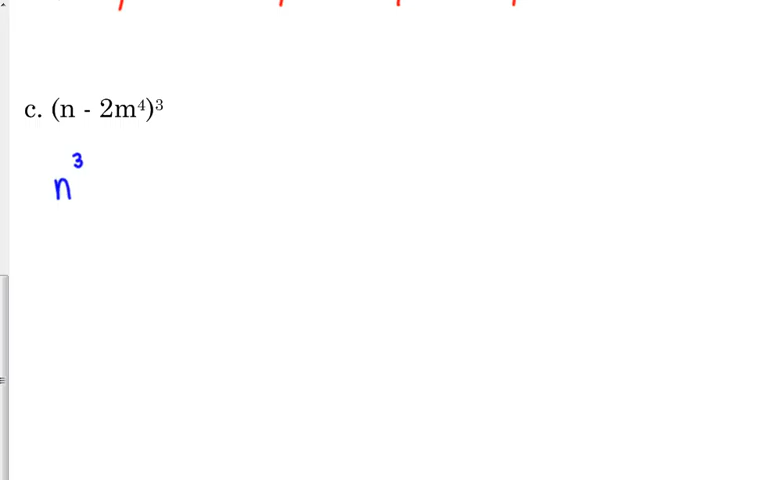 c. (n - 2m⁴)³
n³